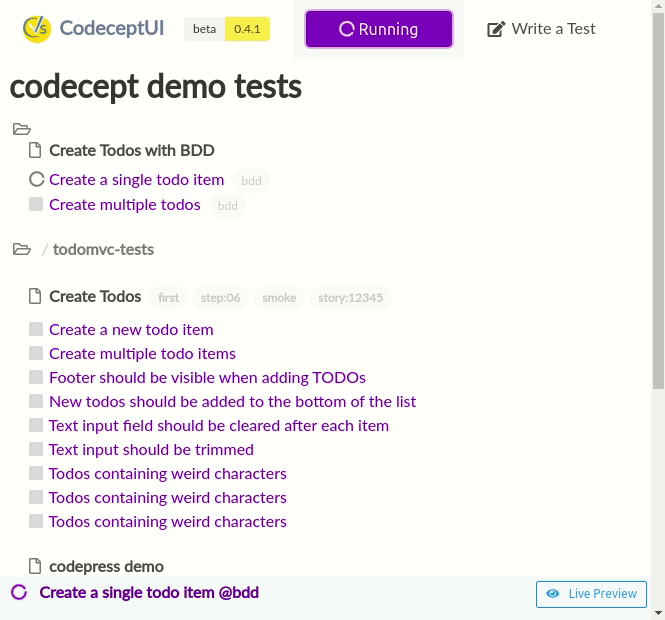 CodeceptUI beta 0.4.1 Running Write a Test
codecept demo tests
Create Todos with BDD
Create a single todo item bdd
Create multiple todos bdd
/ todomvc-tests
Create Todos first step:06 smoke story:12345
Create a new todo item
Create multiple todo items
Footer should be visible when adding TODOs
New todos should be added to the bottom of the list
Text input field should be cleared after each item
Text input should be trimmed
Todos containing weird characters
Todos containing weird characters
Todos containing weird characters
codepress demo
Create a single todo item @bdd Live Preview